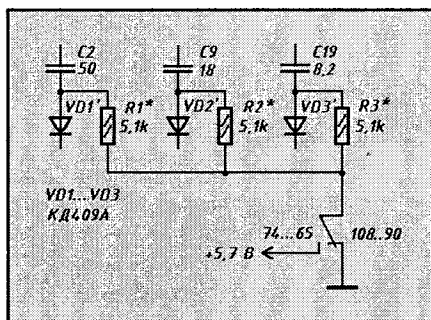 C2
50
C9
18
C19
8,2
VD1'
R1*
5,1k
VD2'
R2*
5,1k
VD3'
R3*
5,1k
VD1...VD3
КД409А
74...65
108..90
+5,7 В